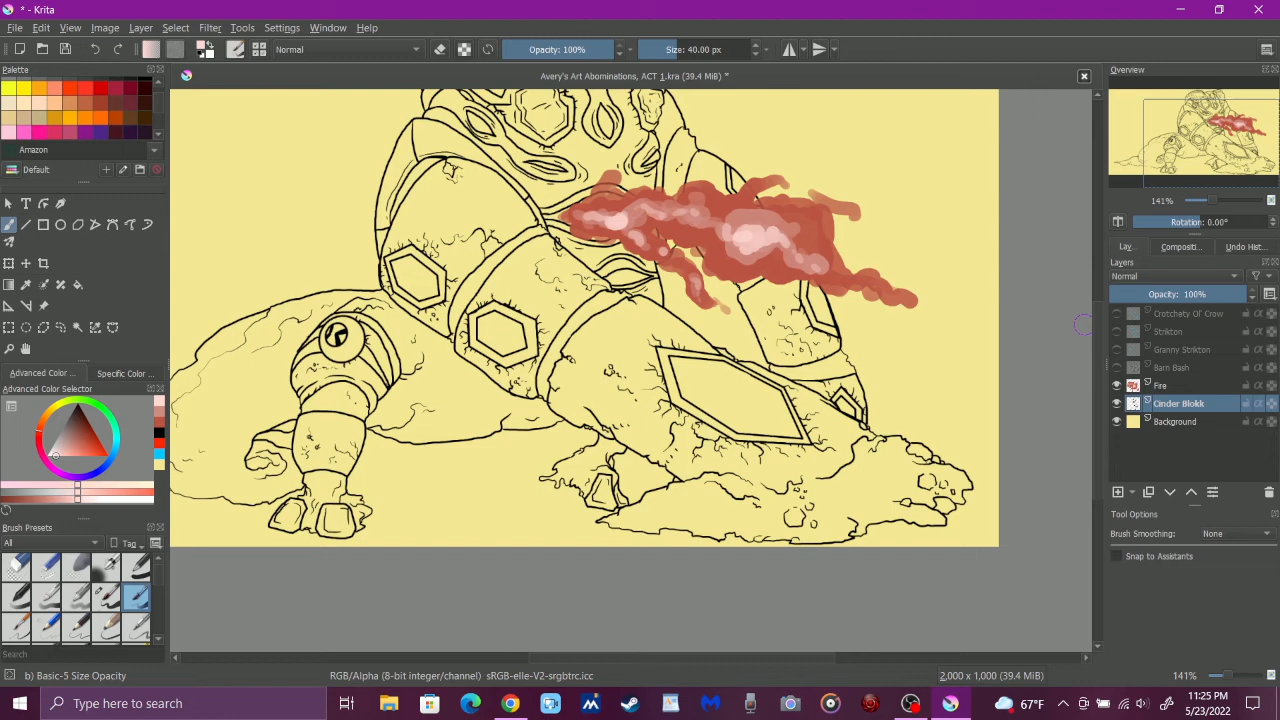 * - Krita
File Edit View Image Layer Select Filter Tools Settings Window Help
Normal Opacity: 100% Size: 40.00 px
Palette
Avery's Art Abominations, ACT 1.kra (39.4 MiB) *
Overview
Amazon
Default
141%
Rotation: 0.00°
Lay... Compositi... Undo Hist...
Layers
Normal
Opacity: 100%
Crotchety Ol' Crow
Strikton
Granny Strikton
Barn Bash
Fire
Cinder Blokk
Background
Advanced Color ... Specific Color ...
Advanced Color Selector
Tool Options
Brush Smoothing: None
Snap to Assistants
Brush Presets
All Tag
Search
b) Basic-5 Size Opacity RGB/Alpha (8-bit integer/channel) sRGB-elle-V2-srgbtrc.icc 2,000 x 1,000 (39.4 MiB) 141%
Type here to search 67°F 11:25 PM
5/23/2022